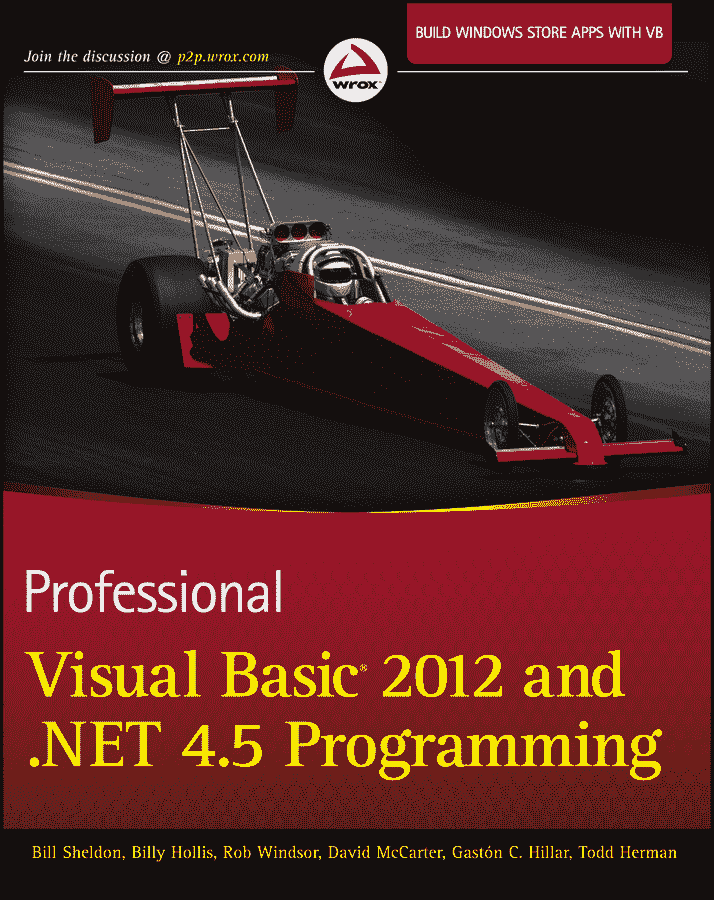 BUILD WINDOWS STORE APPS WITH VB
Join the discussion @ p2p.wrox.com
wrox™
Professional
Visual Basic® 2012 and
.NET 4.5 Programming
Bill Sheldon, Billy Hollis, Rob Windsor, David McCarter, Gastón C. Hillar, Todd Herman